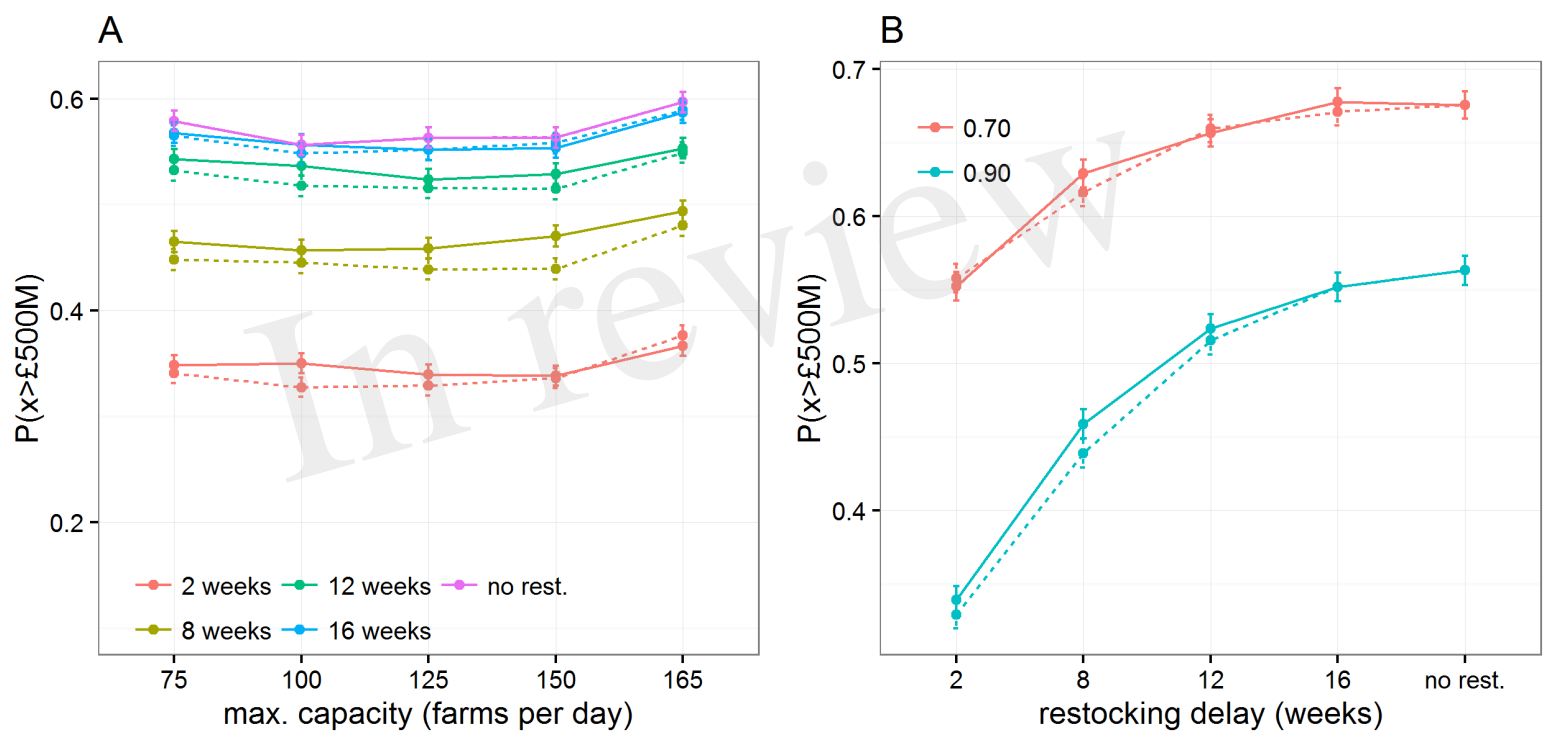 A
B
P(x>£500M)
0.6
0.4
0.2
2 weeks
12 weeks
no rest.
8 weeks
16 weeks
75
100
125
150
165
max. capacity (farms per day)
P(x>£500M)
0.7
0.6
0.5
0.4
0.70
0.90
2
8
12
16
no rest.
restocking delay (weeks)
In review